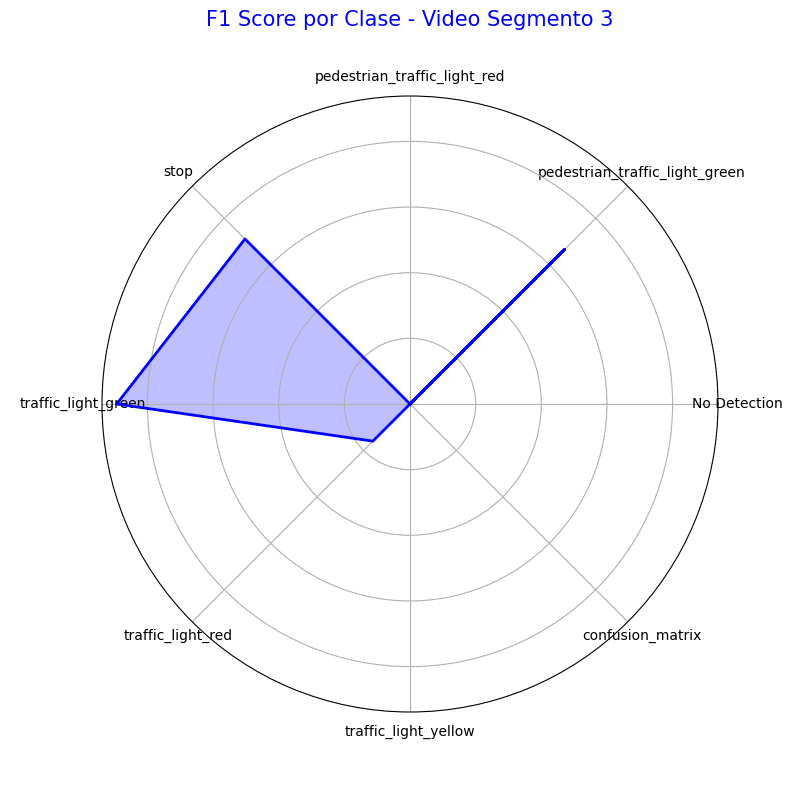 F1 Score por Clase - Video Segmento 3
pedestrian_traffic_light_red
stop
pedestrian_traffic_light_green
traffic_light_green
No Detection
traffic_light_red
confusion_matrix
traffic_light_yellow